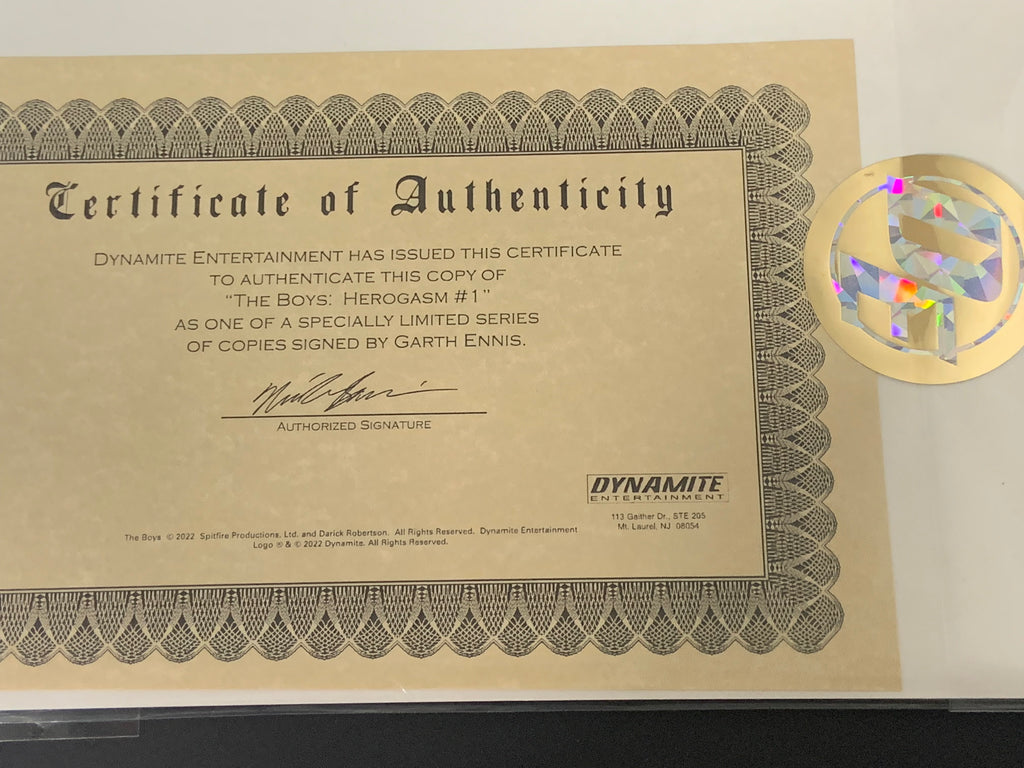 Certificate of Authenticity
DYNAMITE ENTERTAINMENT HAS ISSUED THIS CERTIFICATE
TO AUTHENTICATE THIS COPY OF
“THE BOYS: HEROGASM #1”
AS ONE OF A SPECIALLY LIMITED SERIES
OF COPIES SIGNED BY GARTH ENNIS.
AUTHORIZED SIGNATURE
DYNAMITE
ENTERTAINMENT
113 Gaither Dr., STE 205
Mt. Laurel, NJ 08054
The Boys © 2022 Spitfire Productions, Ltd. and Darick Robertson. All Rights Reserved. Dynamite Entertainment
Logo ® & © 2022 Dynamite. All Rights Reserved.